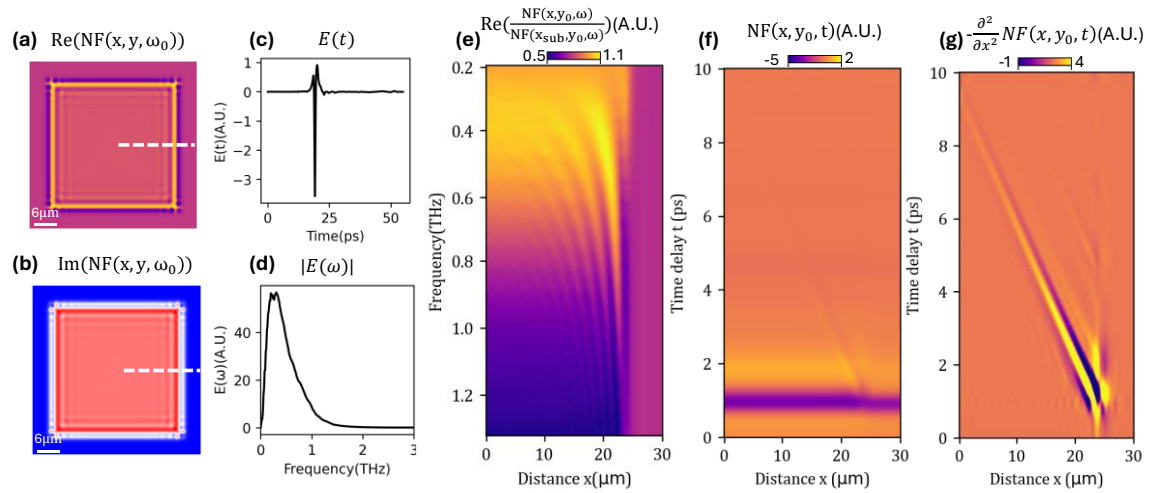 (a) Re(NF(x, y, ω₀))
6μm
(b) Im(NF(x, y, ω₀))
6μm
(c) E(t)
E(t)(A.U.)
1
0
−1
−2
−3
0 25 50
Time(ps)
(d) |E(ω)|
E(ω)(A.U.)
40
20
0
0 1 2 3
Frequency(THz)
(e) Re(NF(x,y₀,ω)/NF(x_sub,y₀,ω))(A.U.)
0.5 1.1
Frequency(THz)
0.2
0.4
0.6
0.8
1.0
1.2
0 10 20 30
Distance x(μm)
(f) NF(x, y₀, t)(A.U.)
-5 2
Time delay t (ps)
10
8
6
4
2
0
0 10 20 30
Distance x(μm)
(g) -∂²/∂x² NF(x, y₀, t)(A.U.)
-1 4
Time delay t (ps)
10
8
6
4
2
0
0 10 20 30
Distance x(μm)